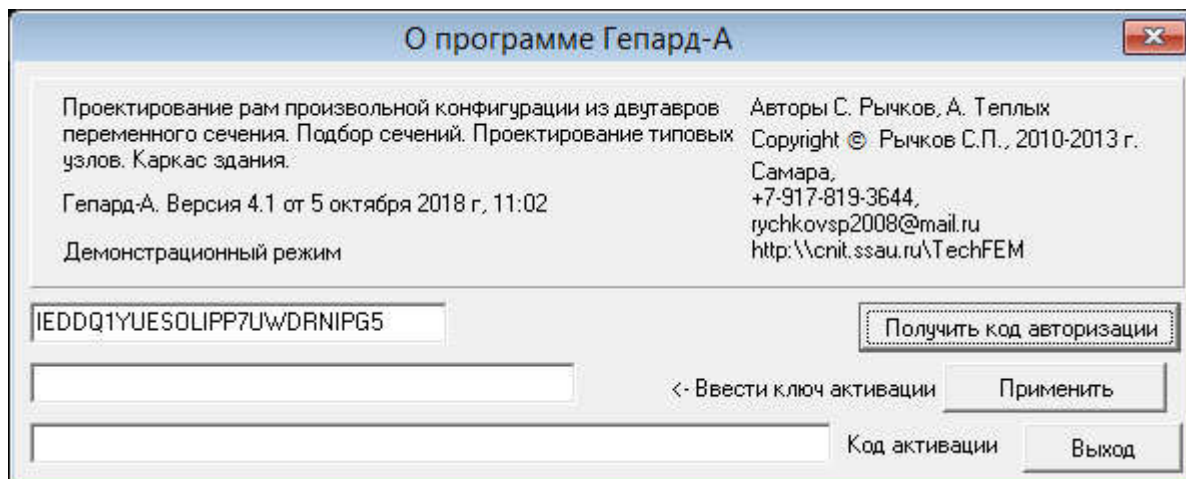 О программе Гепард-А
Проектирование рам произвольной конфигурации из двутавров
переменного сечения. Подбор сечений. Проектирование типовых
узлов. Каркас здания.
Гепард-А. Версия 4.1 от 5 октября 2018 г, 11:02
Демонстрационный режим
Авторы С. Рычков, А. Теплых
Copyright © Рычков С.П., 2010-2013 г.
Самара,
+7-917-819-3644,
rychkovsp2008@mail.ru
http:\\cnit.ssau.ru\TechFEM
IEDDQ1YUESOLIPP7UWDRNIPG5
Получить код авторизации
<- Ввести ключ активации
Применить
Код активации
Выход